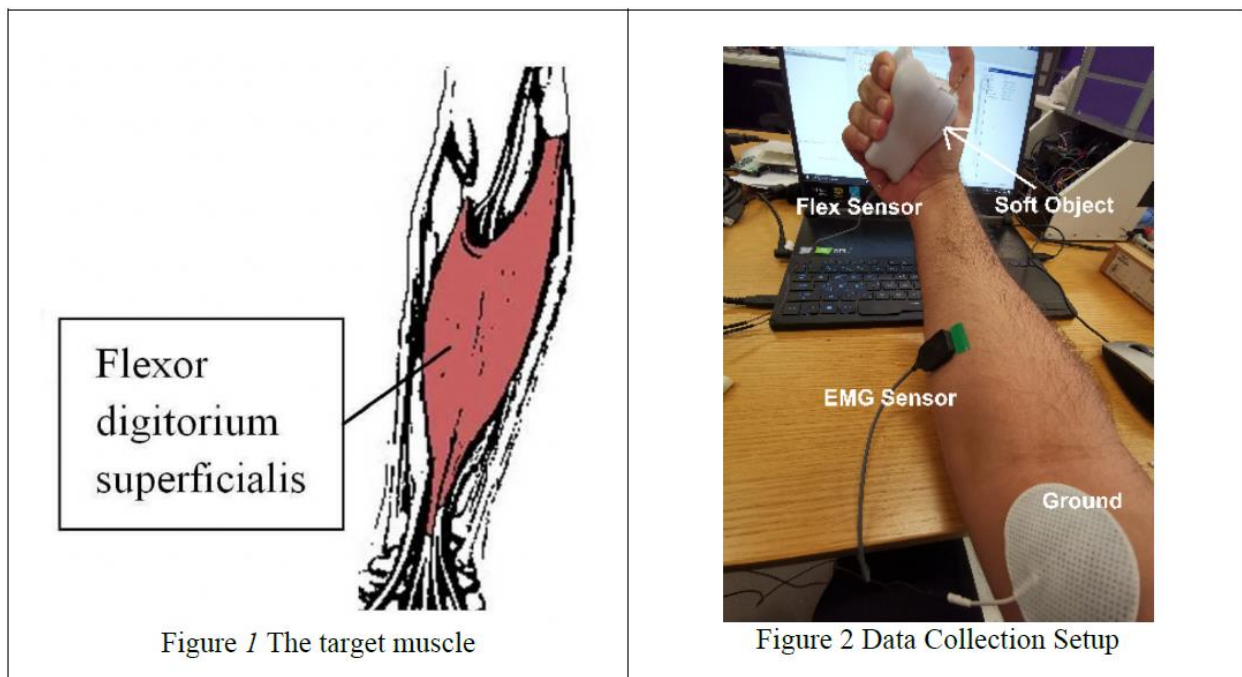 Flexor
digitorium
superficialis
Figure 1 The target muscle
Flex Sensor
Soft Object
EMG Sensor
Ground
Figure 2 Data Collection Setup